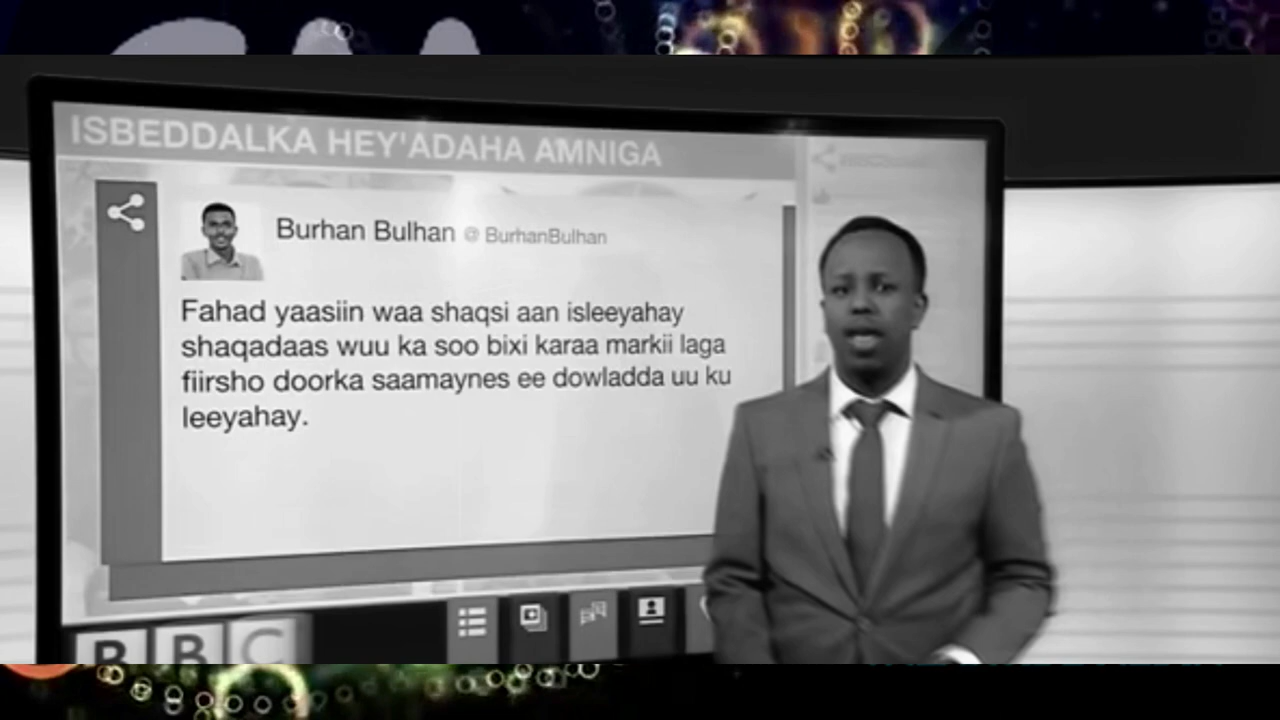 ISBEDDALKA HEY'ADAHA AMNIGA
Burhan Bulhan @ BurhanBulhan
Fahad yaasiin waa shaqsi aan isleeyahay
shaqadaas wuu ka soo bixi karaa markii laga
fiirsho doorka saamaynes ee dowladda uu ku
leeyahay.
BBC